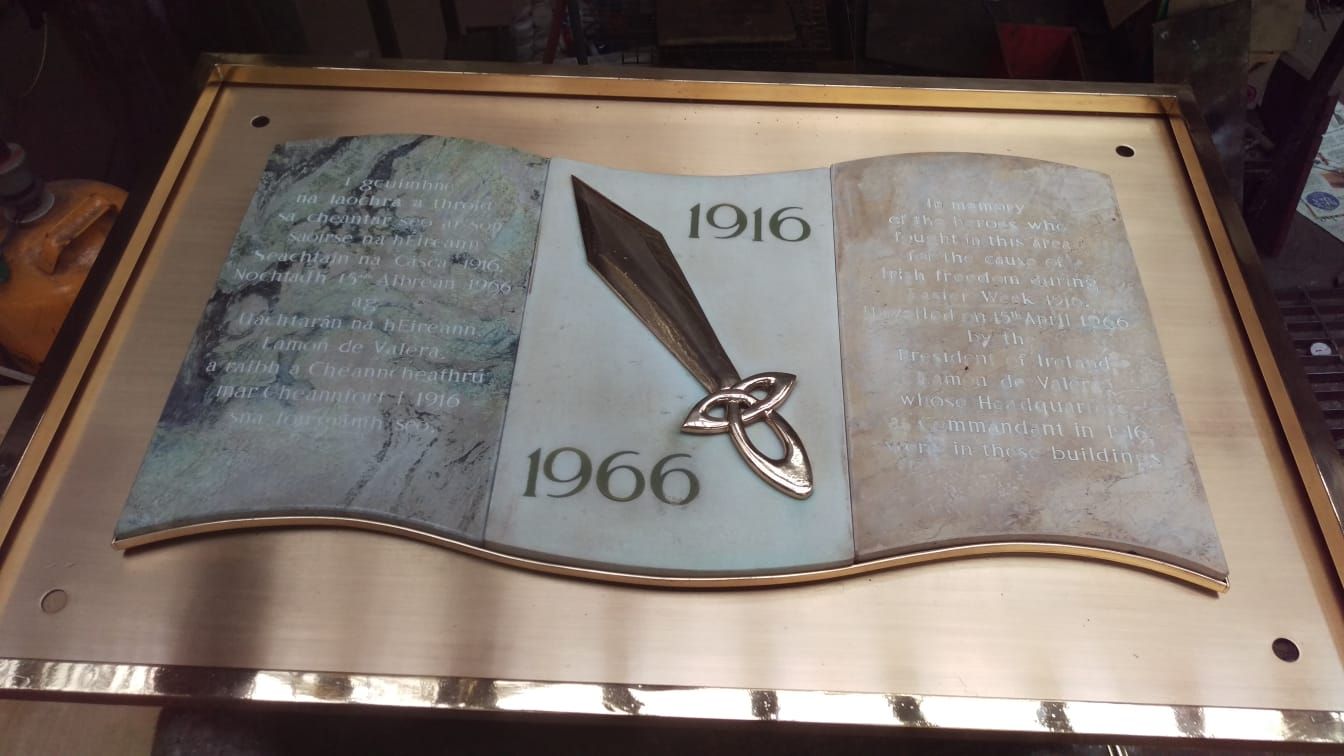 I gcuimhne
na laochra a throid
sa cheantar seo ar son
saoirse na hÉireann
Seachtain na Cásca 1916.
Nochtadh 15 Aibreán 1966
ag
Uachtarán na hÉireann.
Eamon de Valera.
a raibh a Cheanncheathrú
mar Cheannfort i 1916
sna foirgnimh seo.
1916
1966
In memory
of the heroes who
fought in this area
for the cause of
Irish freedom during
Easter Week 1916.
Unveiled on 15th April 1966
by the
President of Ireland
Eamon de Valera
whose Headquarters
as Commandant in 1916
were in these buildings